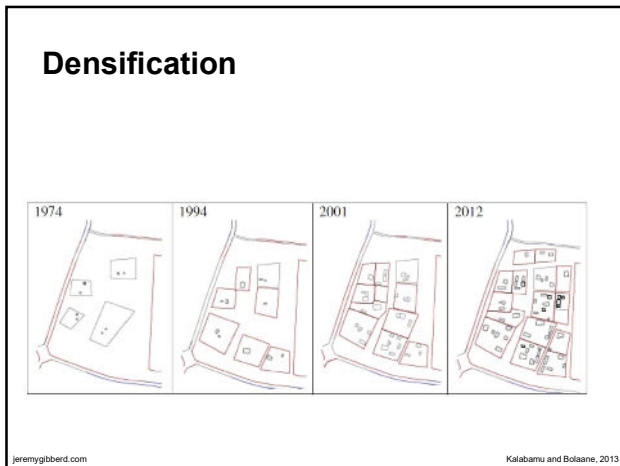 Densification
1974 1994 2001 2012
jeremygibberd.com Kalabamu and Bolaane, 2013